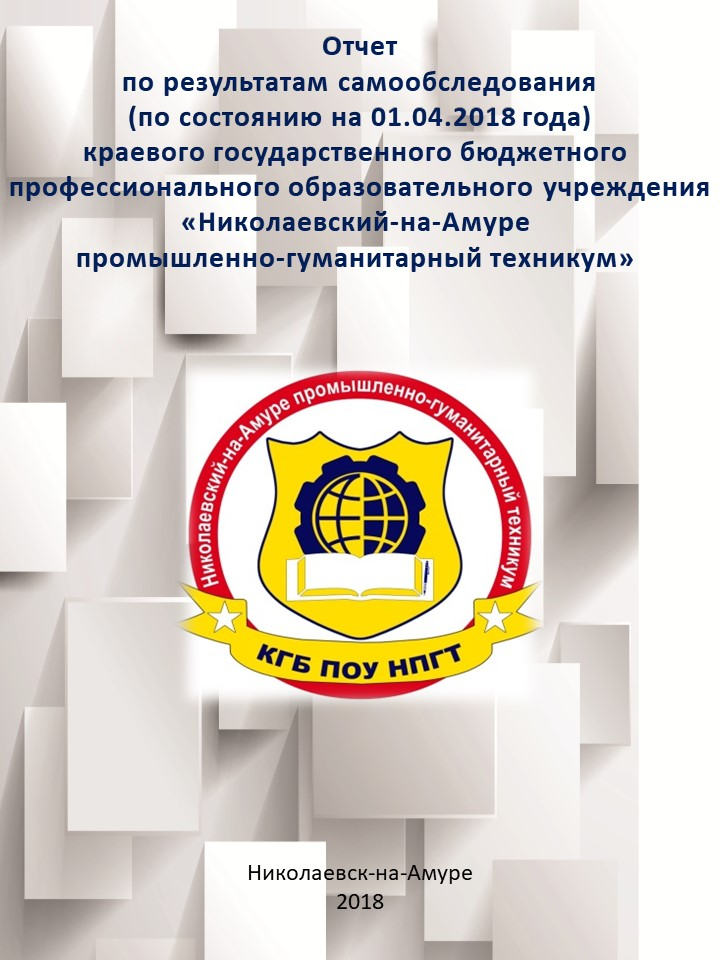 Отчет
по результатам самообследования
(по состоянию на 01.04.2018 года)
краевого государственного бюджетного
профессионального образовательного учреждения
«Николаевский-на-Амуре
промышленно-гуманитарный техникум»
Николаевский-на-Амуре промышленно-гуманитарный техникум
КГБ ПОУ НПГТ
Николаевск-на-Амуре
2018